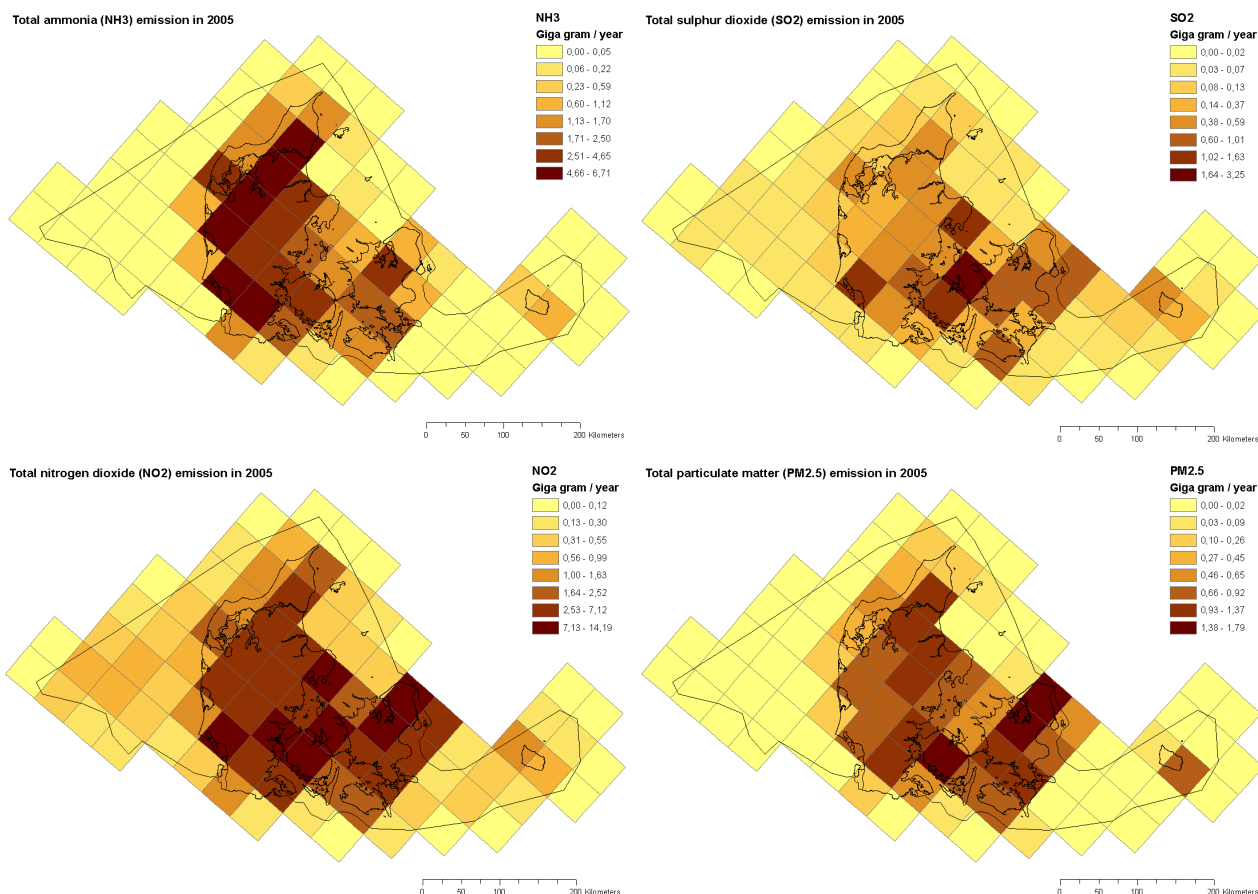 Total ammonia (NH3) emission in 2005
NH3
Giga gram / year
0,00 - 0,05
0,06 - 0,22
0,23 - 0,59
0,60 - 1,12
1,13 - 1,70
1,71 - 2,50
2,51 - 4,65
4,66 - 6,71
0 50 100 200 Kilometers
Total sulphur dioxide (SO2) emission in 2005
SO2
Giga gram / year
0,00 - 0,02
0,03 - 0,07
0,08 - 0,13
0,14 - 0,37
0,38 - 0,59
0,60 - 1,01
1,02 - 1,63
1,64 - 3,25
0 50 100 200 Kilometers
Total nitrogen dioxide (NO2) emission in 2005
NO2
Giga gram / year
0,00 - 0,12
0,13 - 0,30
0,31 - 0,55
0,56 - 0,99
1,00 - 1,63
1,64 - 2,52
2,53 - 7,12
7,13 - 14,19
0 50 100 200 Kilometers
Total particulate matter (PM2.5) emission in 2005
PM2.5
Giga gram / year
0,00 - 0,02
0,03 - 0,09
0,10 - 0,26
0,27 - 0,45
0,46 - 0,65
0,66 - 0,92
0,93 - 1,37
1,38 - 1,79
0 50 100 200 Kilometers